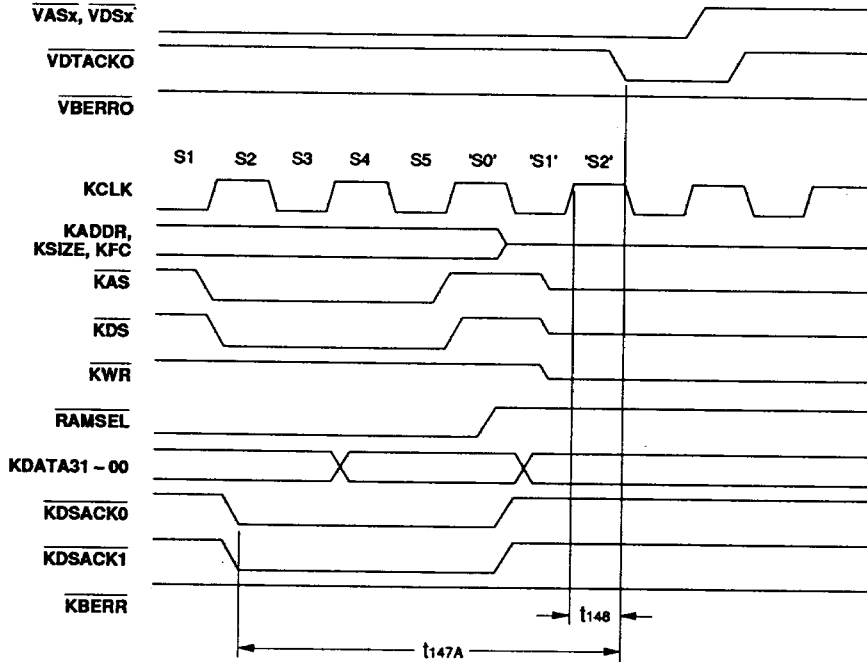 VASx, VDSx
VDTACKO
VBERRO
S1 S2 S3 S4 S5 'S0' 'S1' 'S2'
KCLK
KADDR,
KSIZE, KFC
KAS
KDS
KWR
RAMSEL
KDATA31 ~ 00
KDSACK0
KDSACK1
KBERR
t148
t147A